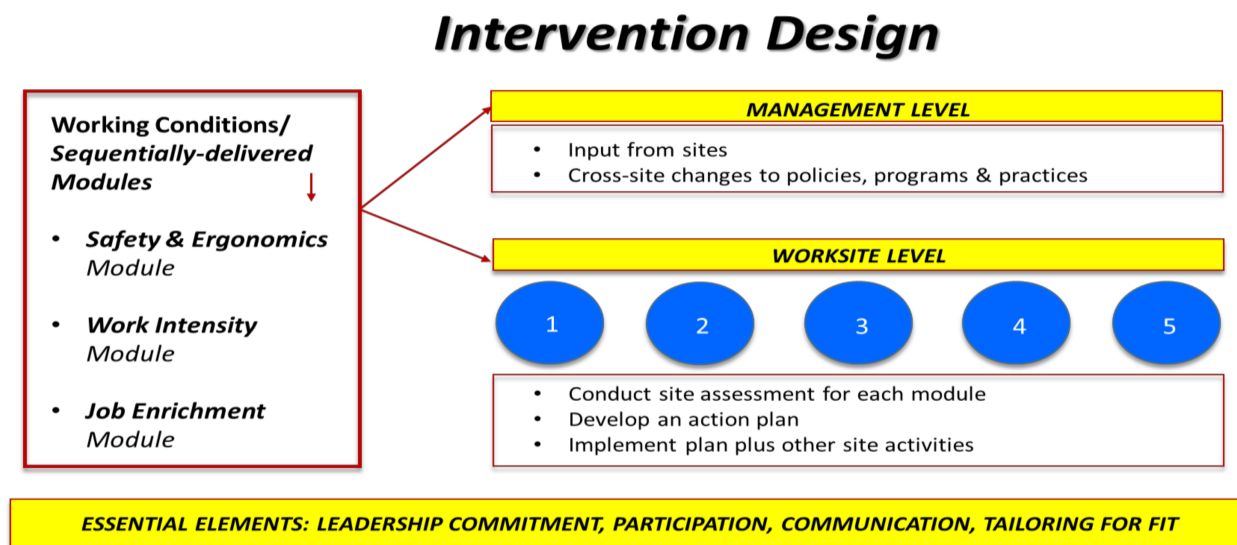 Intervention Design
Working Conditions/
Sequentially-delivered
Modules
• Safety & Ergonomics
Module
• Work Intensity
Module
• Job Enrichment
Module
MANAGEMENT LEVEL
• Input from sites
• Cross-site changes to policies, programs & practices
WORKSITE LEVEL
1 2 3 4 5
• Conduct site assessment for each module
• Develop an action plan
• Implement plan plus other site activities
ESSENTIAL ELEMENTS: LEADERSHIP COMMITMENT, PARTICIPATION, COMMUNICATION, TAILORING FOR FIT